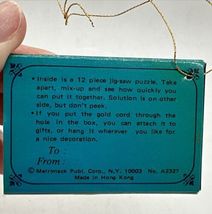 • Inside is a 12 piece jig-saw puzzle. Take
apart, mix-up and see how quickly you
can put it together. Solution is on other
side, but don't peek.
• If you put the gold cord through the
hole in the box, you can attach it to
gifts, or hang it wherever you like for
a nice decoration.
To :
From :
© Merrimack Publ. Corp., N.Y. 10003 No. A2327
Made in Hong Kong